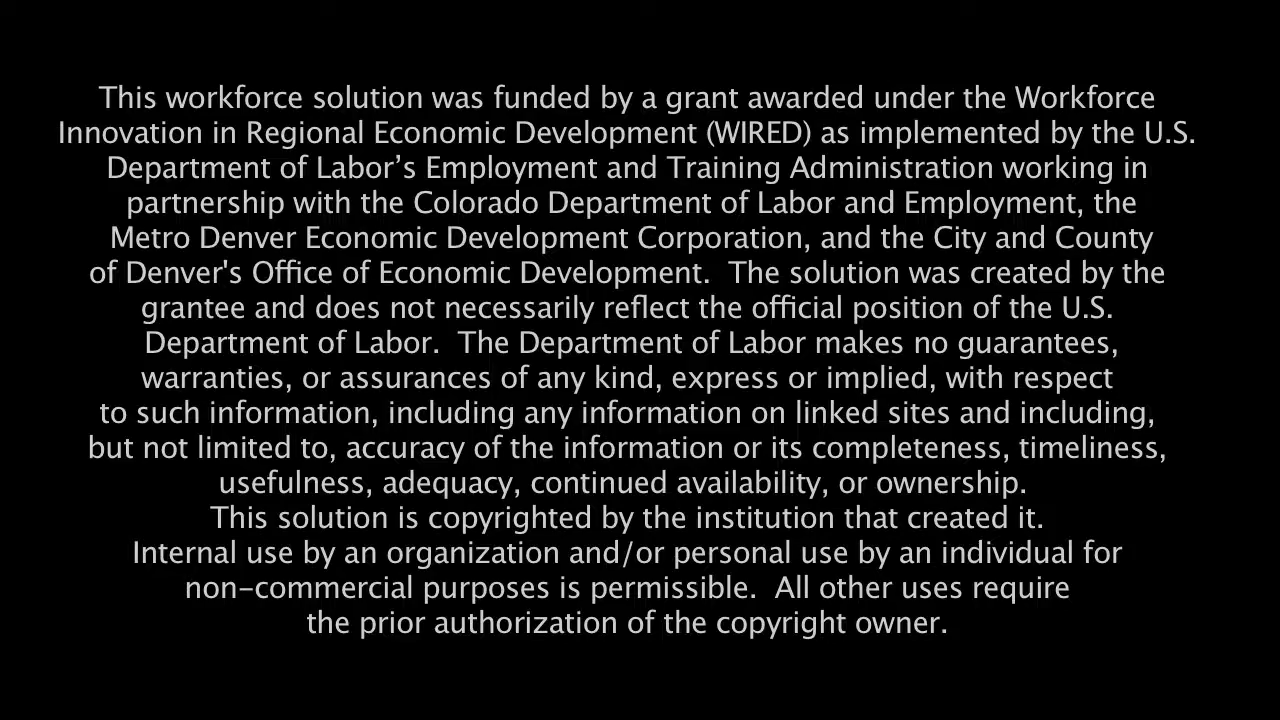 This workforce solution was funded by a grant awarded under the Workforce
Innovation in Regional Economic Development (WIRED) as implemented by the U.S.
Department of Labor’s Employment and Training Administration working in
partnership with the Colorado Department of Labor and Employment, the
Metro Denver Economic Development Corporation, and the City and County
of Denver's Office of Economic Development.  The solution was created by the
grantee and does not necessarily reflect the official position of the U.S.
Department of Labor.  The Department of Labor makes no guarantees,
warranties, or assurances of any kind, express or implied, with respect
to such information, including any information on linked sites and including,
but not limited to, accuracy of the information or its completeness, timeliness,
usefulness, adequacy, continued availability, or ownership.
This solution is copyrighted by the institution that created it.
Internal use by an organization and/or personal use by an individual for
non-commercial purposes is permissible.  All other uses require
the prior authorization of the copyright owner.